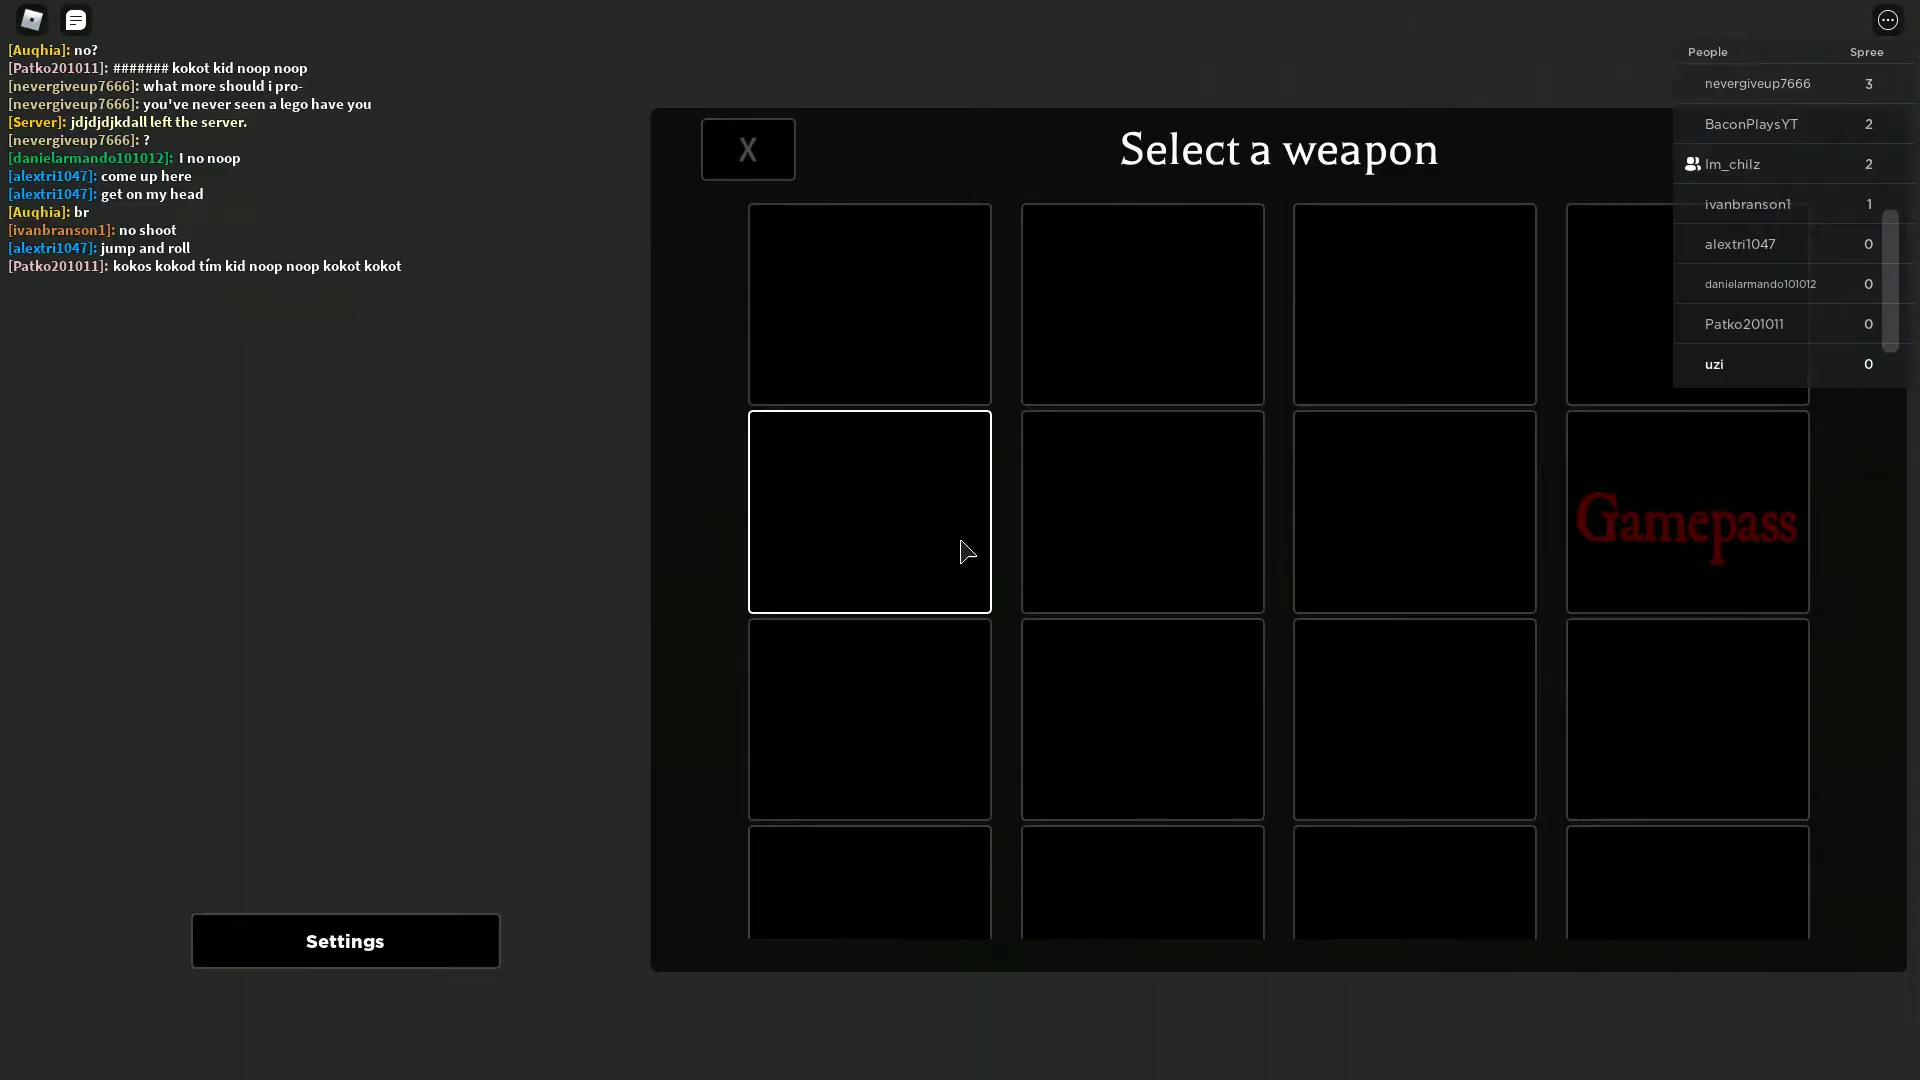 [Auqhia]: no?
[Patko201011]: ####### kokot kid noop noop
[nevergiveup7666]: what more should i pro-
[nevergiveup7666]: you've never seen a lego have you
[Server]: jdjdjdjkdall left the server.
[nevergiveup7666]: ?
[danielarmando101012]: I no noop
[alextri1047]: come up here
[alextri1047]: get on my head
[Auqhia]: br
[ivanbranson1]: no shoot
[alextri1047]: jump and roll
[Patko201011]: kokos kokod tím kid noop noop kokot kokot
X
Select a weapon
People Spree
nevergiveup7666 3
BaconPlaysYT 2
Im_chilz 2
ivanbranson1 1
alextri1047 0
danielarmando101012 0
Patko201011 0
uzi 0
Gamepass
Settings